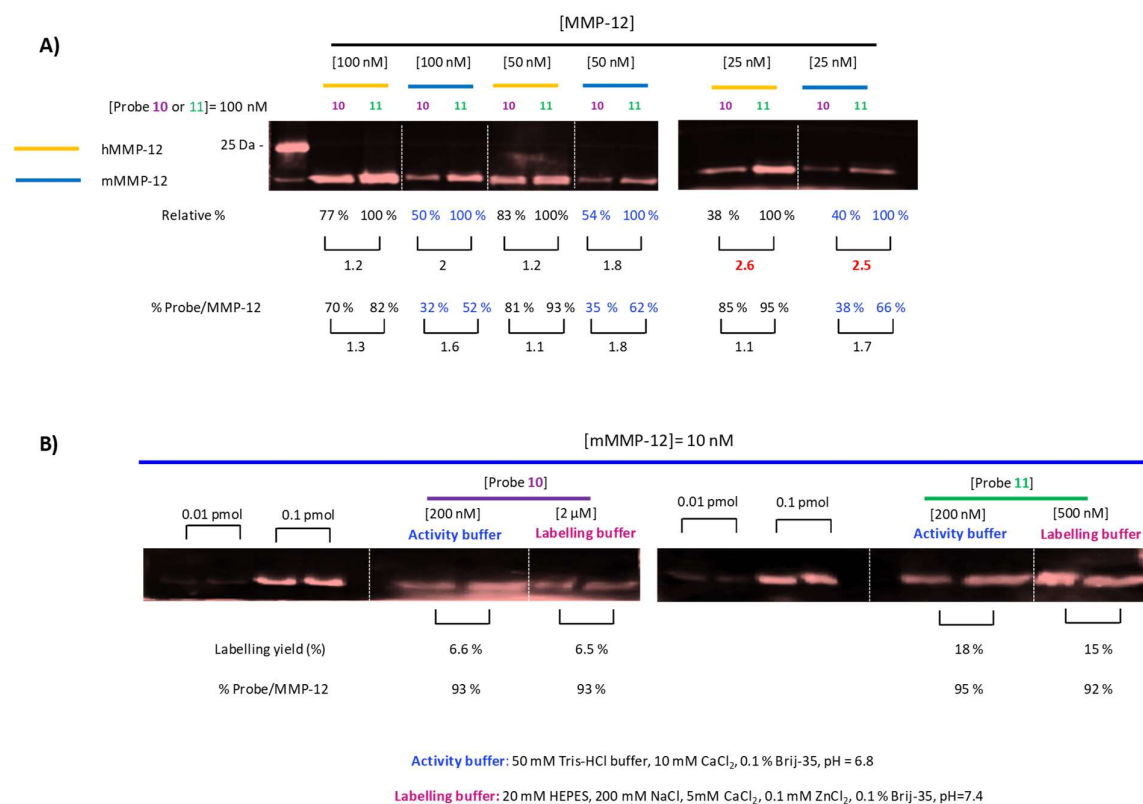 [MMP-12]
A)
[100 nM] [100 nM] [50 nM] [50 nM] [25 nM] [25 nM]
[Probe 10 or 11]= 100 nM 10 11 10 11 10 11 10 11 10 11 10 11
hMMP-12 25 Da -
mMMP-12
Relative % 77 % 100 % 50 % 100 % 83 % 100% 54 % 100 % 38 % 100 % 40 % 100 %
1.2 2 1.2 1.8 2.6 2.5
% Probe/MMP-12 70 % 82 % 32 % 52 % 81 % 93 % 35 % 62 % 85 % 95 % 38 % 66 %
1.3 1.6 1.1 1.8 1.1 1.7
B)
[mMMP-12]= 10 nM
[Probe 10] [Probe 11]
0.01 pmol 0.1 pmol [200 nM] [2 µM] 0.01 pmol 0.1 pmol [200 nM] [500 nM]
Activity buffer Labelling buffer Activity buffer Labelling buffer
Labelling yield (%) 6.6 % 6.5 % 18 % 15 %
% Probe/MMP-12 93 % 93 % 95 % 92 %
Activity buffer: 50 mM Tris-HCl buffer, 10 mM CaCl₂, 0.1 % Brij-35, pH = 6.8
Labelling buffer: 20 mM HEPES, 200 mM NaCl, 5mM CaCl₂, 0.1 mM ZnCl₂, 0.1 % Brij-35, pH=7.4